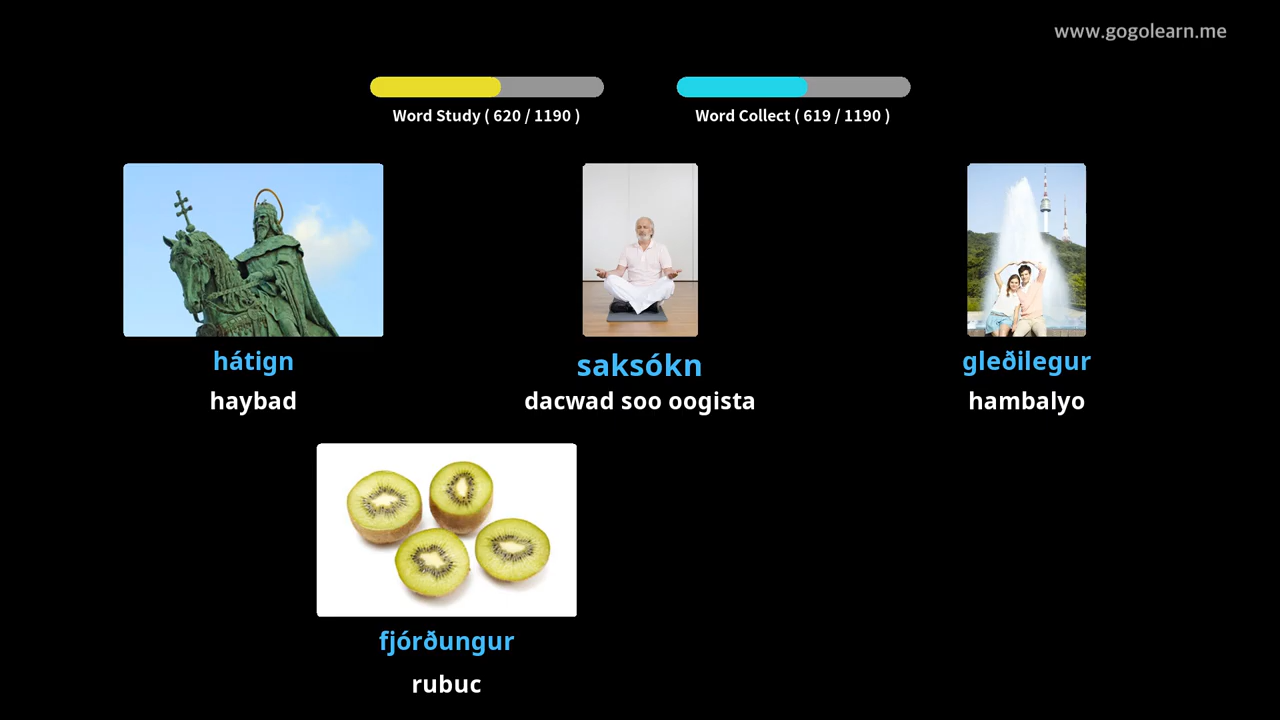 www.gogolearn.me
Word Study ( 620 / 1190 )
Word Collect ( 619 / 1190 )
hátign
haybad
saksókn
dacwad soo oogista
gleðilegur
hambalyo
fjórðungur
rubuc